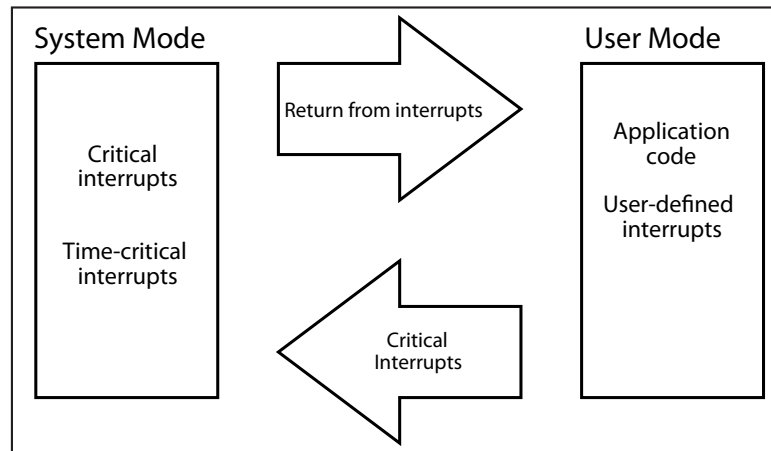 System Mode
User Mode
Return from interrupts
Critical
interrupts
Time-critical
interrupts
Application
code
User-defined
interrupts
Critical
Interrupts